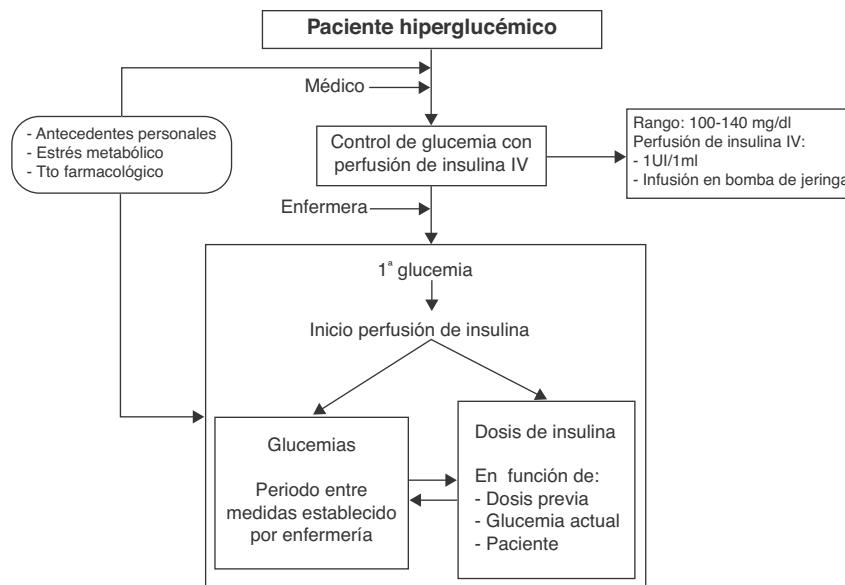 Paciente hiperglucémico
Médico
- Antecedentes personales
- Estrés metabólico
- Tto farmacológico
Control de glucemia con
perfusión de insulina IV
Rango: 100-140 mg/dl
Perfusión de insulina IV:
- 1UI/1ml
- Infusión en bomba de jeringa
Enfermera
1ª glucemia
Inicio perfusión de insulina
Glucemias
Periodo entre
medidas establecido
por enfermería
Dosis de insulina
En función de:
- Dosis previa
- Glucemia actual
- Paciente